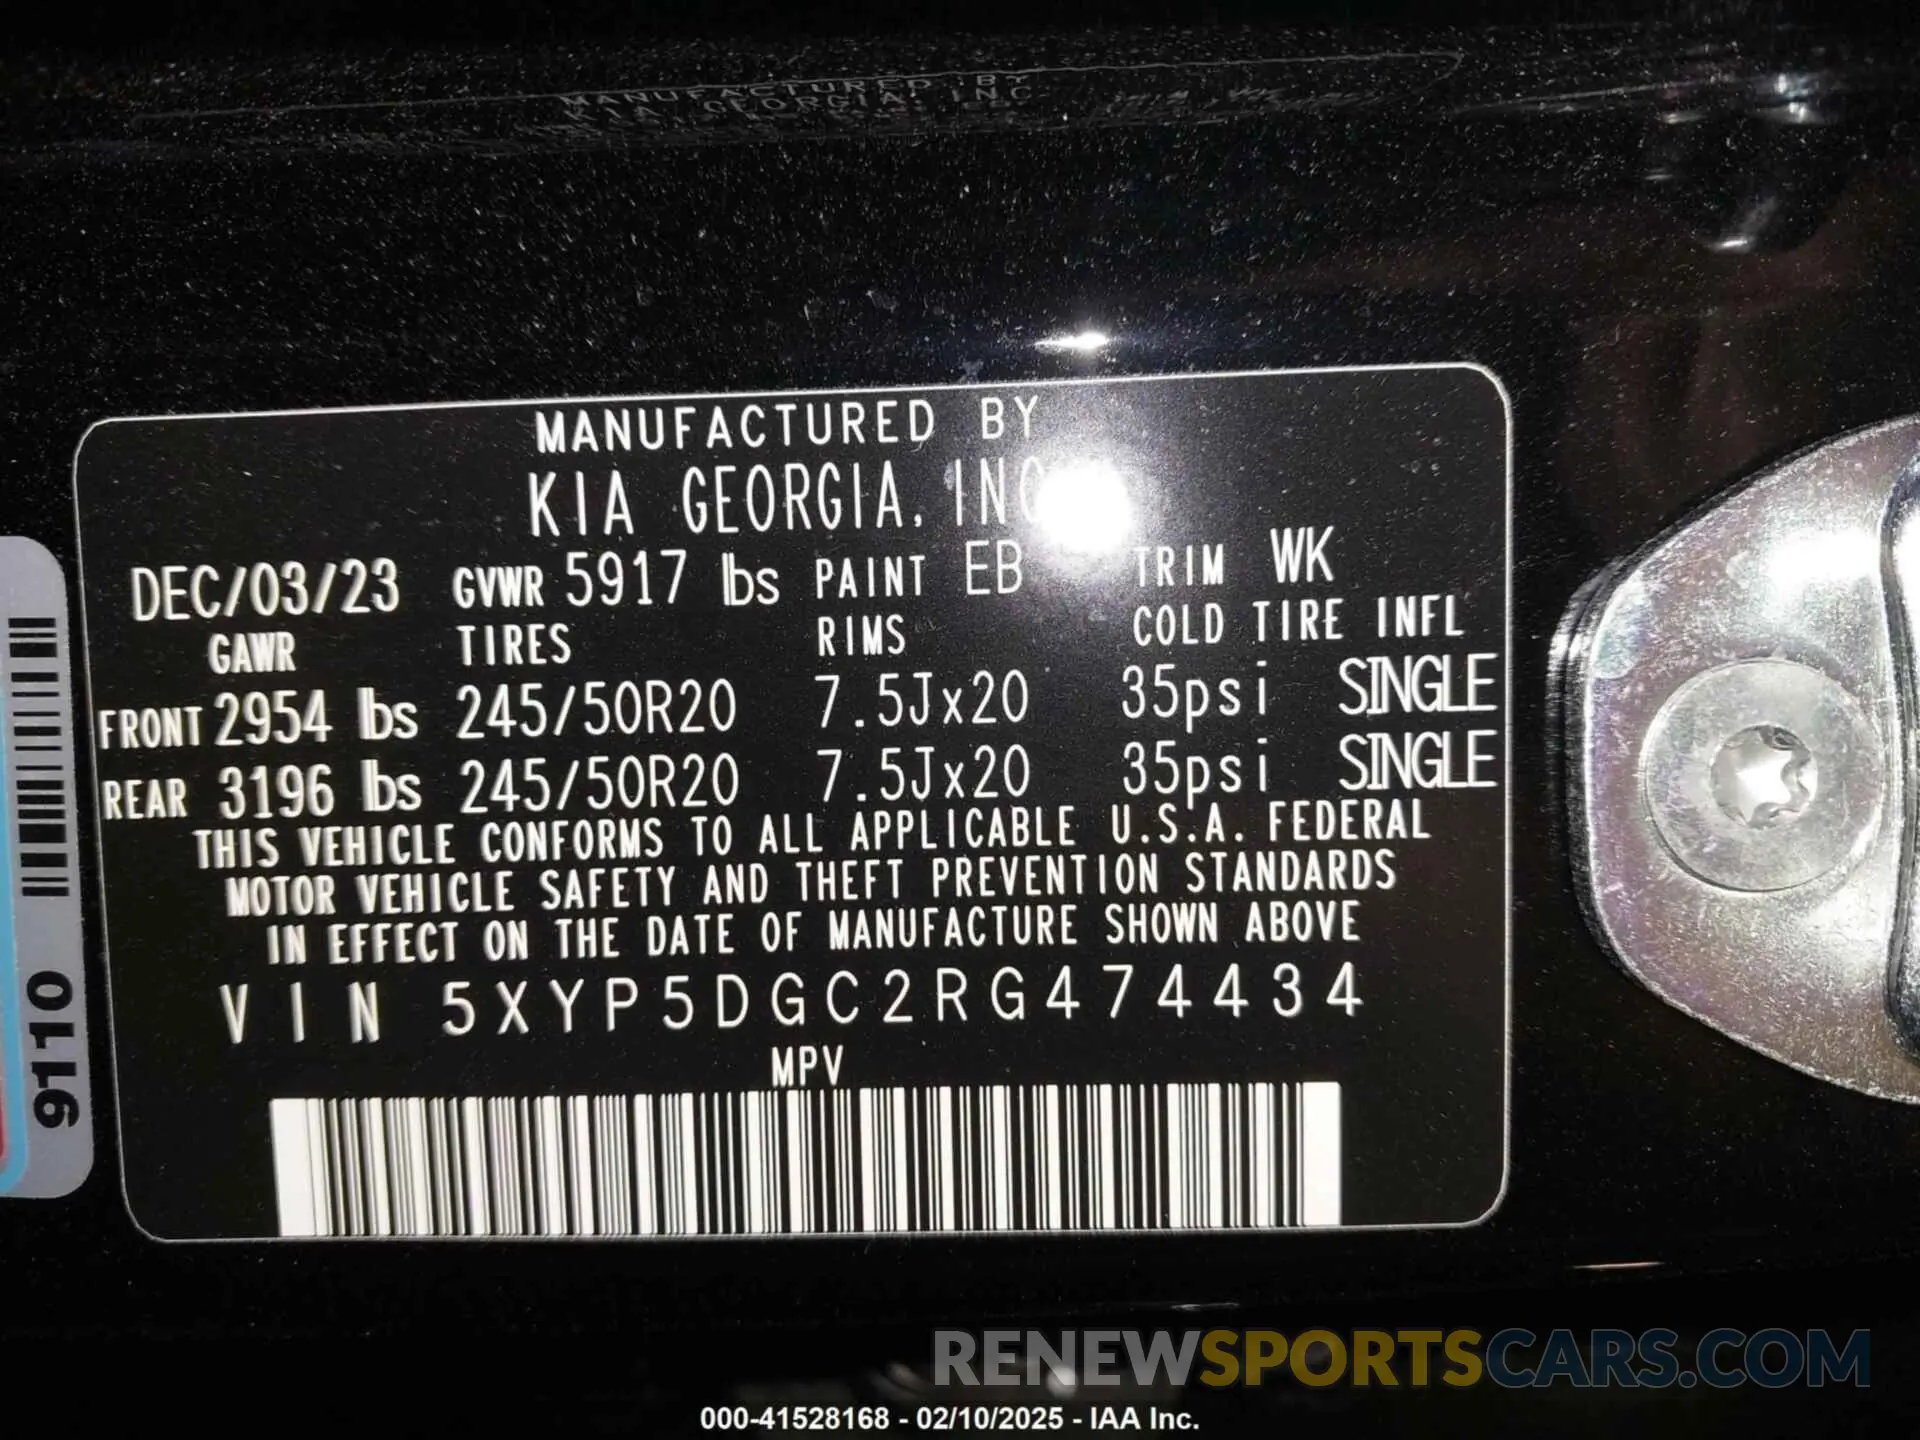 MANUFACTURED BY
KIA GEORGIA, INC
DEC/03/23 GVWR 5917 lbs PAINT EB TRIM WK
GAWR TIRES RIMS COLD TIRE INFL
FRONT 2954 lbs 245/50R20 7.5Jx20 35psi SINGLE
REAR 3196 lbs 245/50R20 7.5Jx20 35psi SINGLE
THIS VEHICLE CONFORMS TO ALL APPLICABLE U.S.A. FEDERAL
MOTOR VEHICLE SAFETY AND THEFT PREVENTION STANDARDS
IN EFFECT ON THE DATE OF MANUFACTURE SHOWN ABOVE
VIN 5XYP5DGC2RG474434
MPV
9110
RENEWSPORTSCARS.COM
000-41528168 - 02/10/2025 - IAA Inc.